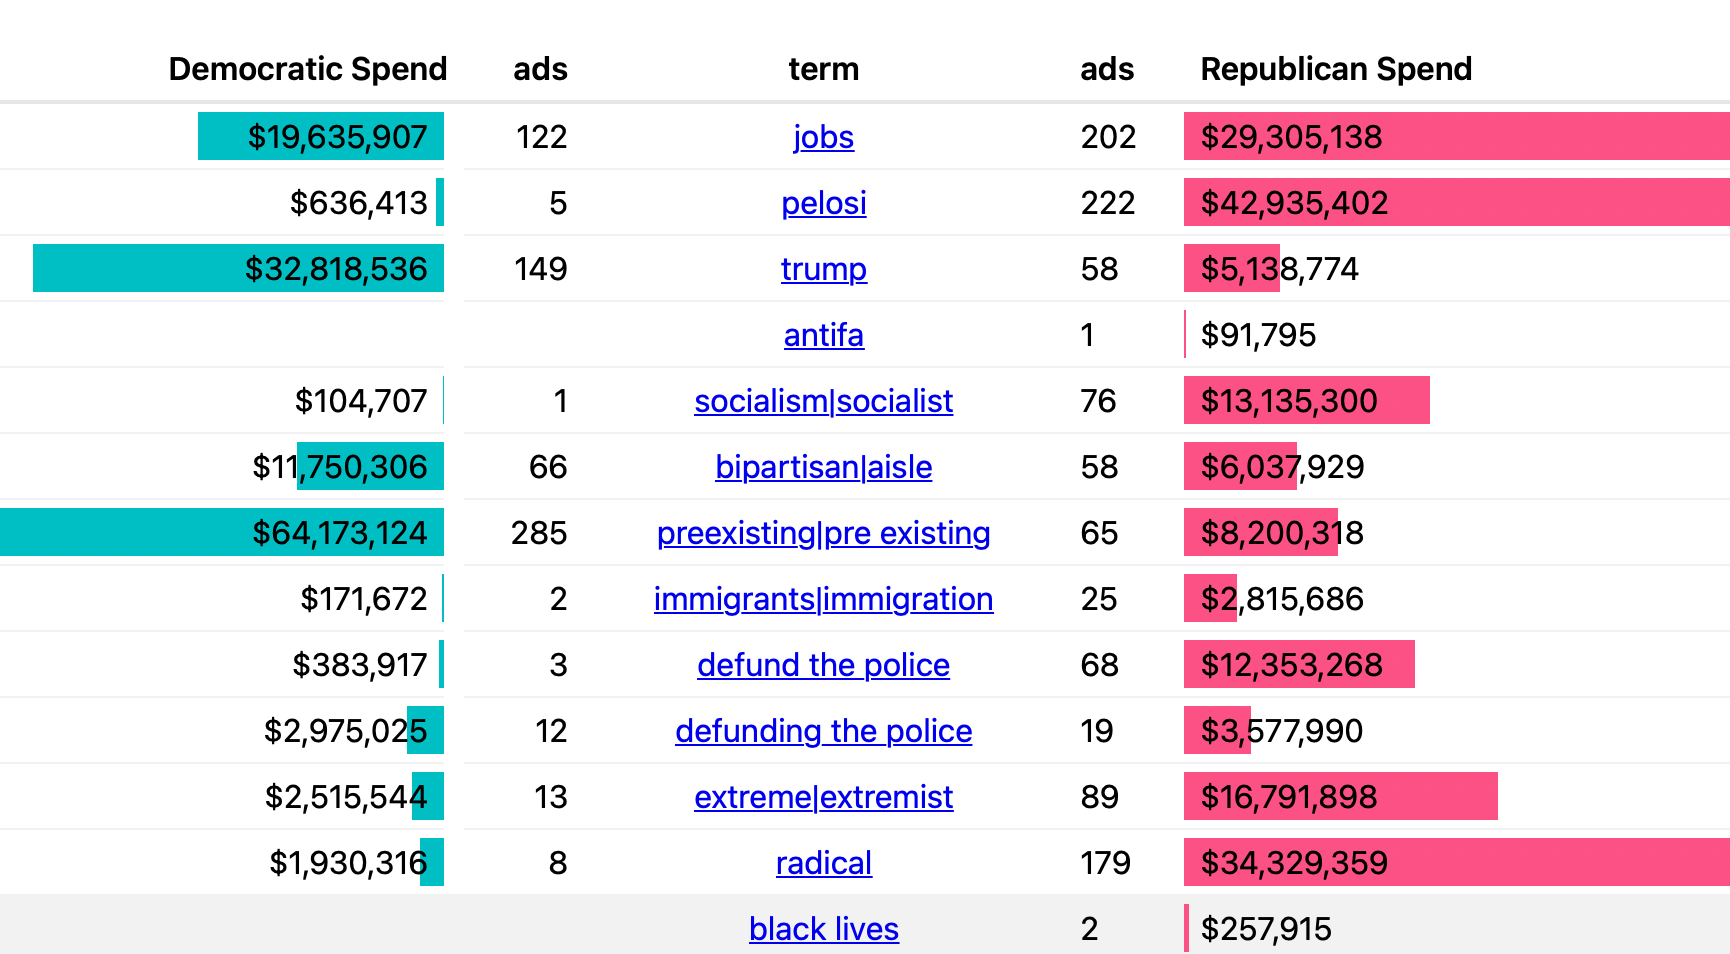 Democratic Spend ads term ads Republican Spend
$19,635,907 122 jobs 202 $29,305,138
$636,413 5 pelosi 222 $42,935,402
$32,818,536 149 trump 58 $5,138,774
antifa 1 $91,795
$104,707 1 socialism|socialist 76 $13,135,300
$11,750,306 66 bipartisan|aisle 58 $6,037,929
$64,173,124 285 preexisting|pre existing 65 $8,200,318
$171,672 2 immigrants|immigration 25 $2,815,686
$383,917 3 defund the police 68 $12,353,268
$2,975,025 12 defunding the police 19 $3,577,990
$2,515,544 13 extreme|extremist 89 $16,791,898
$1,930,316 8 radical 179 $34,329,359
black lives 2 $257,915